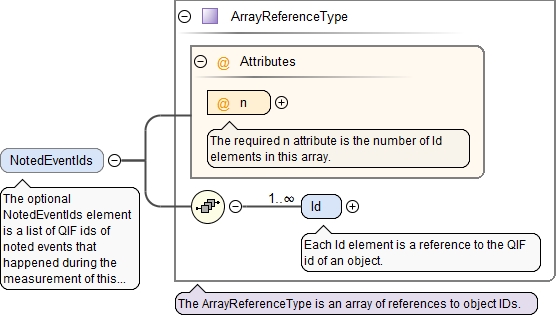 ArrayReferenceType
@ Attributes
@ n
The required n attribute is the number of Id
elements in this array.
NotedEventIds
The optional
NotedEventIds element
is a list of QIF ids of
noted events that
happened during the
measurement of this...
1..∞
Id
Each Id element is a reference to the QIF
id of an object.
The ArrayReferenceType is an array of references to object IDs.